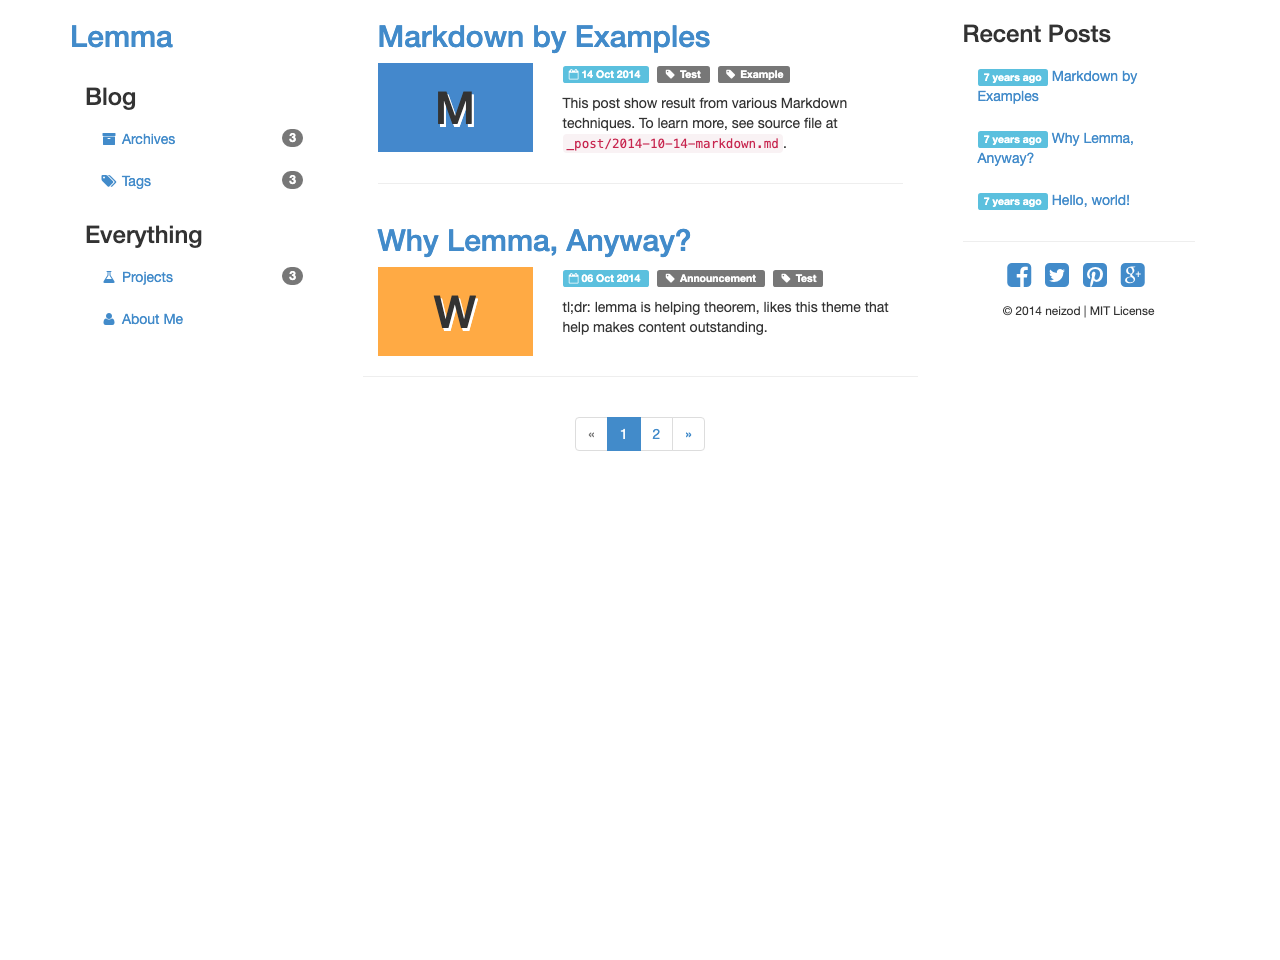 Lemma
Blog
Archives 3
Tags 3
Everything
Projects 3
About Me
Markdown by Examples
M
14 Oct 2014 Test Example
This post show result from various Markdown
techniques. To learn more, see source file at
_post/2014-10-14-markdown.md.
Why Lemma, Anyway?
W
06 Oct 2014 Announcement Test
tl;dr: lemma is helping theorem, likes this theme that
help makes content outstanding.
« 1 2 »
Recent Posts
7 years ago Markdown by
Examples
7 years ago Why Lemma,
Anyway?
7 years ago Hello, world!
© 2014 neizod | MIT License